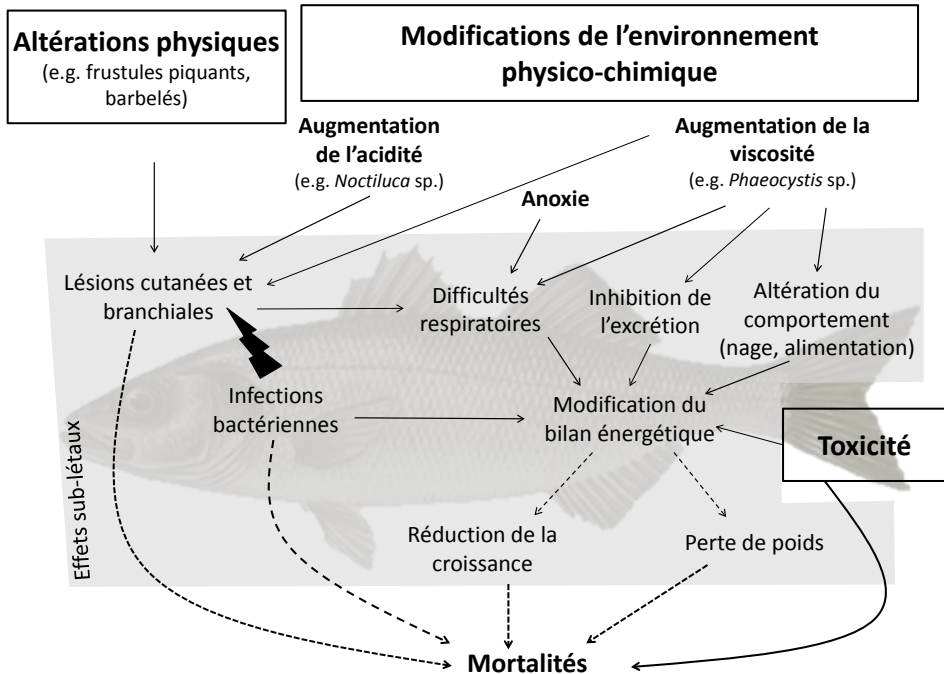 Altérations physiques
(e.g. frustules piquants,
barbelés)
Modifications de l'environnement
physico-chimique
Augmentation
de l'acidité
(e.g. Noctiluca sp.)
Augmentation de la
viscosité
(e.g. Phaeocystis sp.)
Anoxie
Lésions cutanées et
branchiales
Difficultés
respiratoires
Inhibition de
l'excrétion
Altération du
comportement
(nage, alimentation)
Infections
bactériennes
Modification du
bilan énergétique
Toxicité
Effets sub-létaux
Réduction de la
croissance
Perte de poids
Mortalités